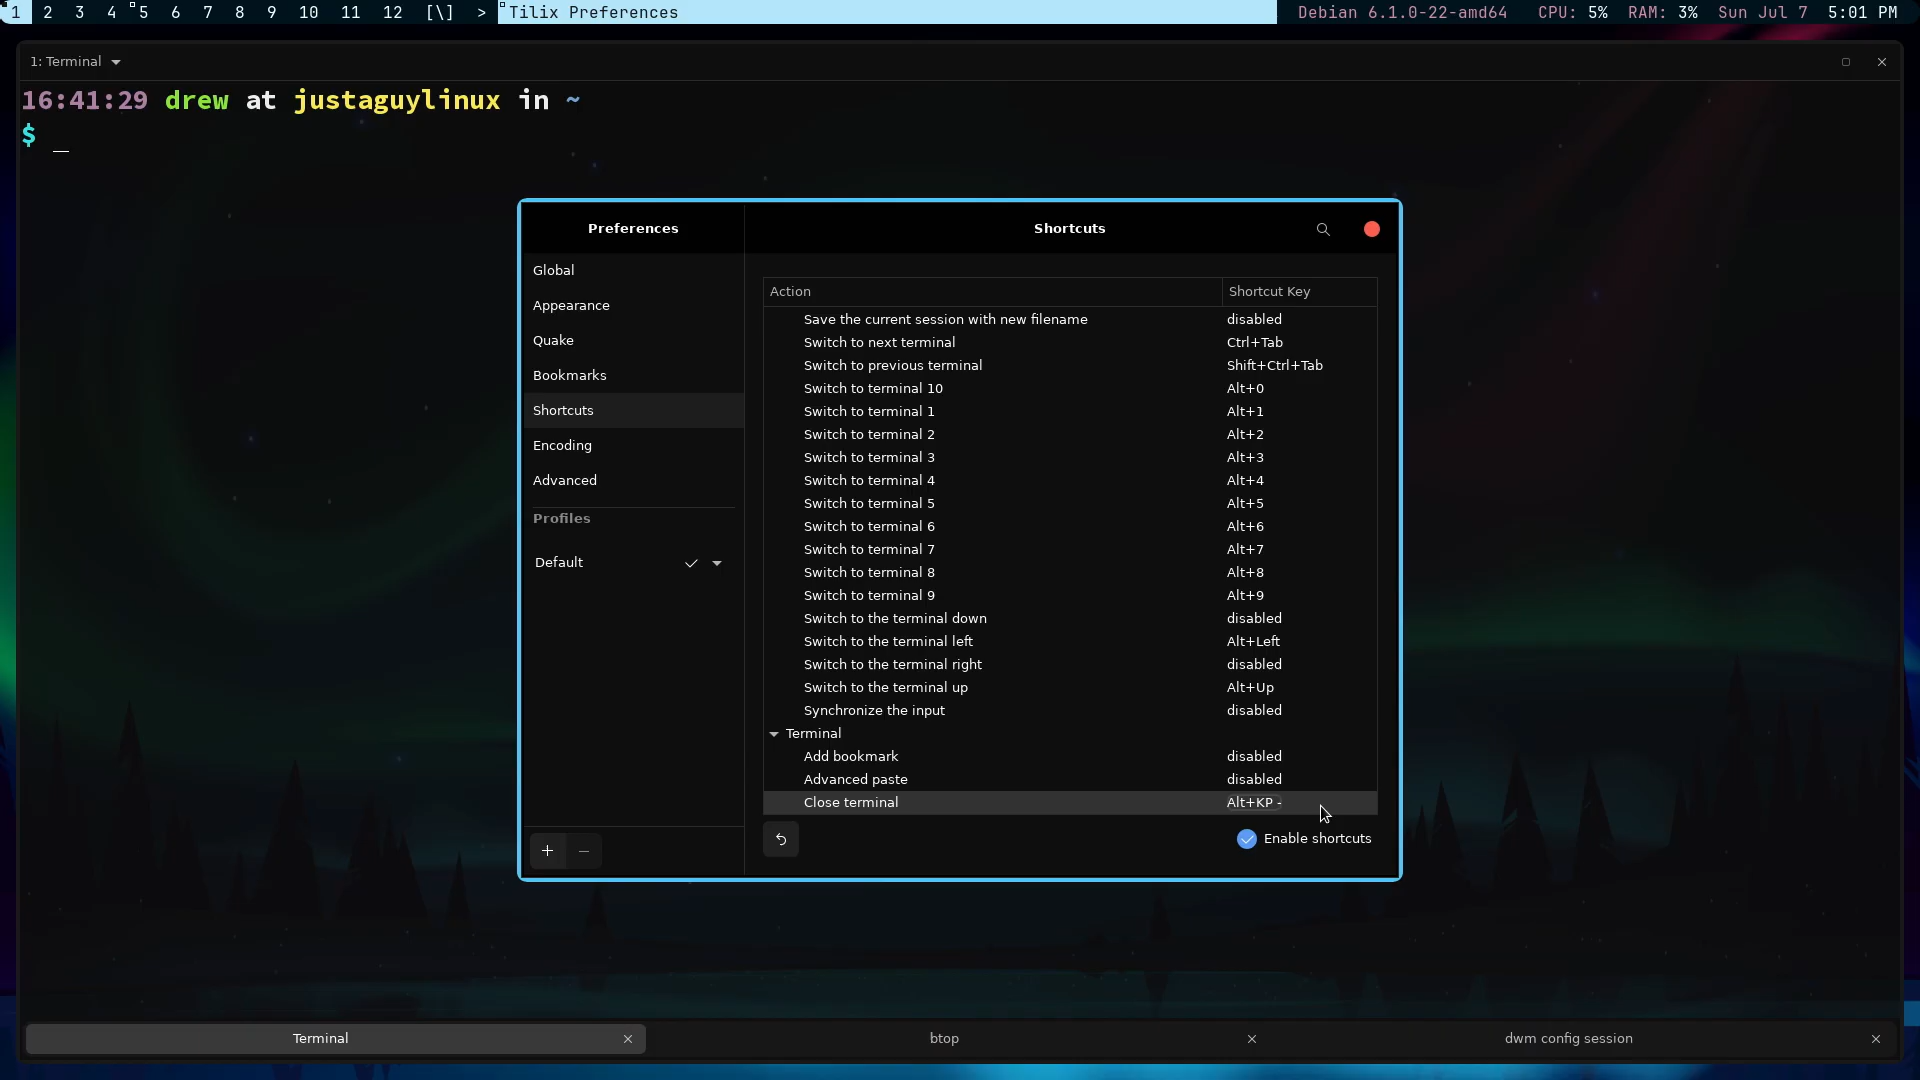 1 2 3 4 5 6 7 8 9 10 11 12 [\] > Tilix Preferences Debian 6.1.0-22-amd64 CPU: 5% RAM: 3% Sun Jul 7 5:01 PM
1: Terminal
16:41:29 drew at justaguylinux in ~
$ _
Preferences
Shortcuts
Global
Appearance
Quake
Bookmarks
Shortcuts
Encoding
Advanced
Profiles
Default
Action Shortcut Key
Save the current session with new filename disabled
Switch to next terminal Ctrl+Tab
Switch to previous terminal Shift+Ctrl+Tab
Switch to terminal 10 Alt+0
Switch to terminal 1 Alt+1
Switch to terminal 2 Alt+2
Switch to terminal 3 Alt+3
Switch to terminal 4 Alt+4
Switch to terminal 5 Alt+5
Switch to terminal 6 Alt+6
Switch to terminal 7 Alt+7
Switch to terminal 8 Alt+8
Switch to terminal 9 Alt+9
Switch to the terminal down disabled
Switch to the terminal left Alt+Left
Switch to the terminal right disabled
Switch to the terminal up Alt+Up
Synchronize the input disabled
Terminal
Add bookmark disabled
Advanced paste disabled
Close terminal Alt+KP -
Enable shortcuts
Terminal btop dwm config session